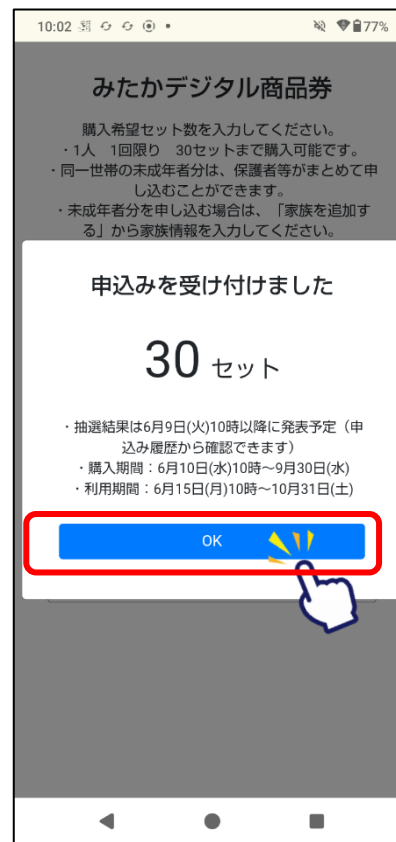 10:02
77%
みたかデジタル商品券
購入希望セット数を入力してください。
・1人　1回限り　30セットまで購入可能です。
・同一世帯の未成年者分は、保護者等がまとめて申
し込むことができます。
・未成年者分を申し込む場合は、「家族を追加す
る」から家族情報を入力してください。
申込みを受け付けました
30 セット
・抽選結果は6月9日(火)10時以降に発表予定（申
込み履歴から確認できます）
・購入期間：6月10日(水)10時～9月30日(水)
・利用期間：6月15日(月)10時～10月31日(土)
OK